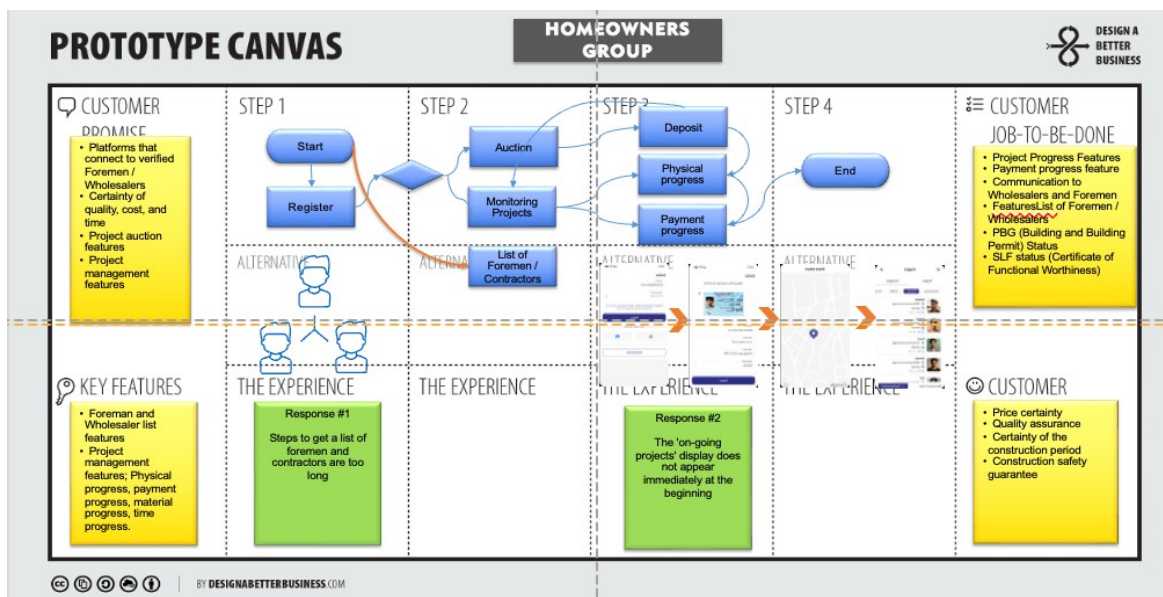 HOMEOWNERS
GROUP
PROTOTYPE CANVAS
DESIGN A
BETTER
BUSINESS
CUSTOMER
PROMISE
• Platforms that
connect to verified
Foremen /
Wholesalers
• Certainty of
quality, cost, and
time
• Project auction
features
• Project
management
features
STEP 1
Start
Register
STEP 2
Auction
Monitoring
Projects
List of
Foremen /
Contractors
STEP 3
Deposit
Physical
progress
Payment
progress
STEP 4
End
CUSTOMER
JOB-TO-BE-DONE
• Project Progress Features
• Payment progress feature
• Communication to
Wholesalers and Foremen
• FeaturesList of Foremen /
Wholesalers
• PBG (Building and Building
Permit) Status
• SLF status (Certificate of
Functional Worthiness)
ALTERNATIVE
ALTERNATIVE
ALTERNATIVE
KEY FEATURES
• Foreman and
Wholesaler list
features
• Project
management
features; Physical
progress, payment
progress, material
progress, time
progress.
THE EXPERIENCE
Response #1
Steps to get a list of
foremen and
contractors are too
long
THE EXPERIENCE
THE EXPERIENCE
Response #2
The 'on-going
projects' display does
not appear
immediately at the
beginning
THE EXPERIENCE
CUSTOMER
• Price certainty
• Quality assurance
• Certainty of the
construction period
• Construction safety
guarantee
cc
BY DESIGNABETTERBUSINESS.COM